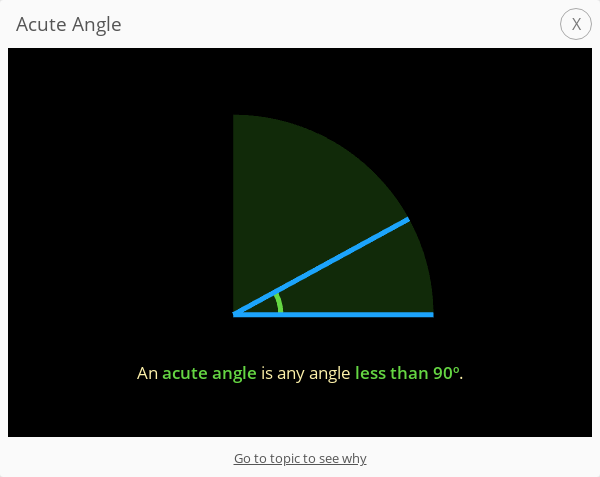 Acute Angle
X
An acute angle is any angle less than 90º.
Go to topic to see why